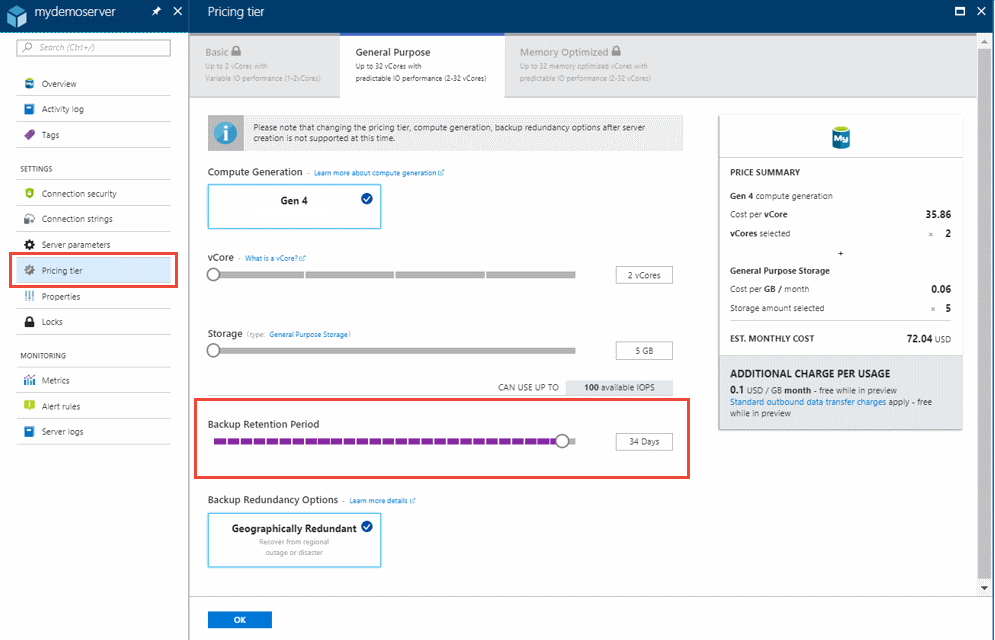 mydemoserver
Search (Ctrl+/)
Overview
Activity log
Tags
SETTINGS
Connection security
Connection strings
Server parameters
Pricing tier
Properties
Locks
MONITORING
Metrics
Alert rules
Server logs
Pricing tier
Basic
Up to 2 vCores with
Variable IO performance (1-2vCores)
General Purpose
Up to 32 vCores with
predictable IO performance (2-32 vCores)
Memory Optimized
Up to 32 memory optimized vCores with
predictable IO performance (2-32 vCores)
Please note that changing the pricing tier, compute generation, backup redundancy options after server
creation is not supported at this time.
Compute Generation - Learn more about compute generation
Gen 4
vCore - What is a vCore?
2 vCores
Storage (type: General Purpose Storage)
5 GB
CAN USE UP TO 100 available IOPS
Backup Retention Period
34 Days
Backup Redundancy Options - Learn more details
Geographically Redundant
Recover from regional
outage or disaster
OK
My
PRICE SUMMARY
Gen 4 compute generation
Cost per vCore 35.86
vCores selected × 2
+
General Purpose Storage
Cost per GB / month 0.06
Storage amount selected × 5
EST. MONTHLY COST 72.04 USD
ADDITIONAL CHARGE PER USAGE
0.1 USD / GB month - free while in preview
Standard outbound data transfer charges apply - free
while in preview